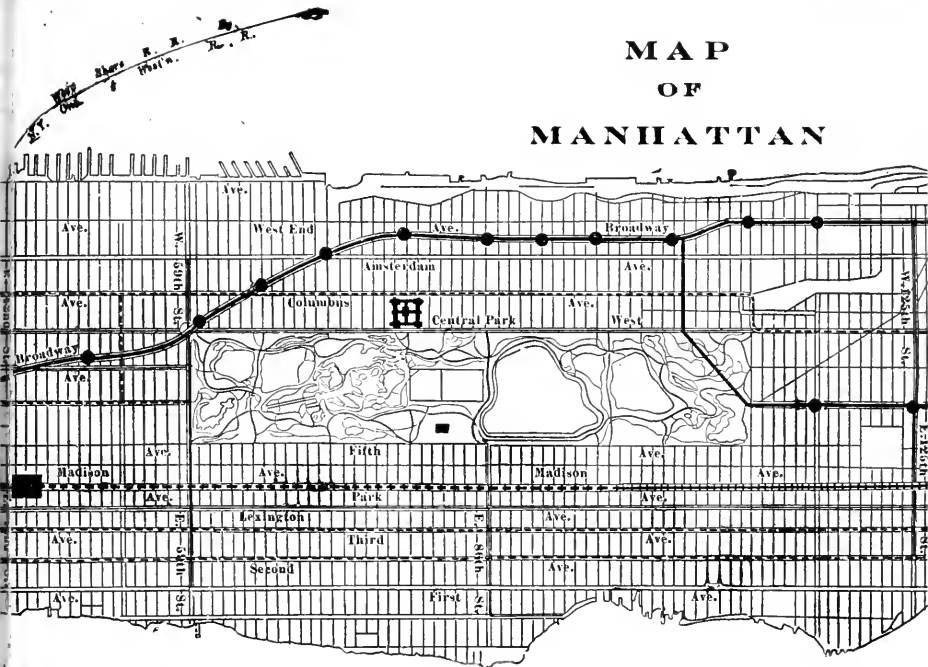 MAP
OF
MANHATTAN
N.Y. Shore R. R.
Ont. & West'n. R. R.
Ave.
Ave. West End Ave. Broadway
Amsterdam Ave.
Ave. Columbus Ave.
Central Park West
W. 59th St.
W. 125th St.
Broadway
Ave.
Ave. Fifth Ave.
Madison Ave. Madison Ave.
Ave. Park Ave.
Lexington Ave.
Ave. Third Ave.
Second Ave.
Ave. First Ave.
E. 59th St.
E. 86th St.
E. 125th St.